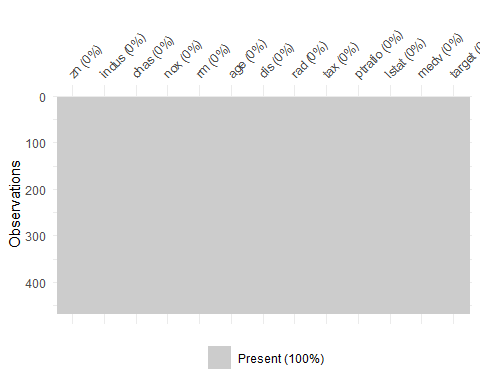 zn (0%)
indus (0%)
chas (0%)
nox (0%)
rm (0%)
age (0%)
dis (0%)
rad (0%)
tax (0%)
ptratio (0%)
lstat (0%)
medv (0%)
target (0
Observations
0
100
200
300
400
Present (100%)